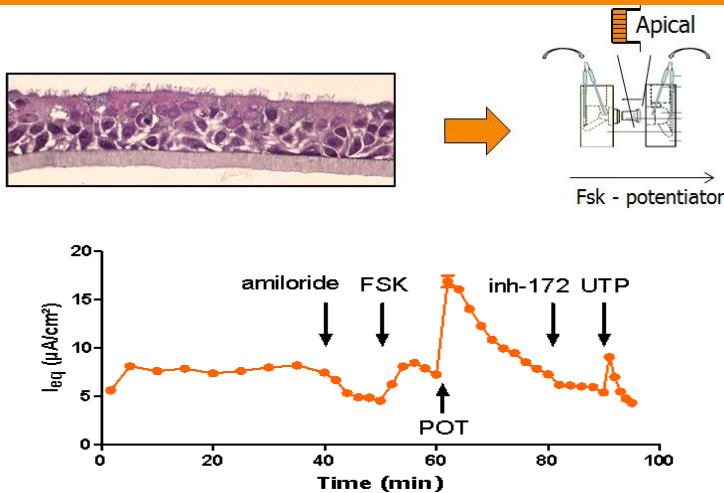 Apical
Fsk - potentiator
20
15
10
5
0
I_eq (µA/cm²)
amiloride
FSK
inh-172
UTP
POT
0
20
40
60
80
100
Time (min)